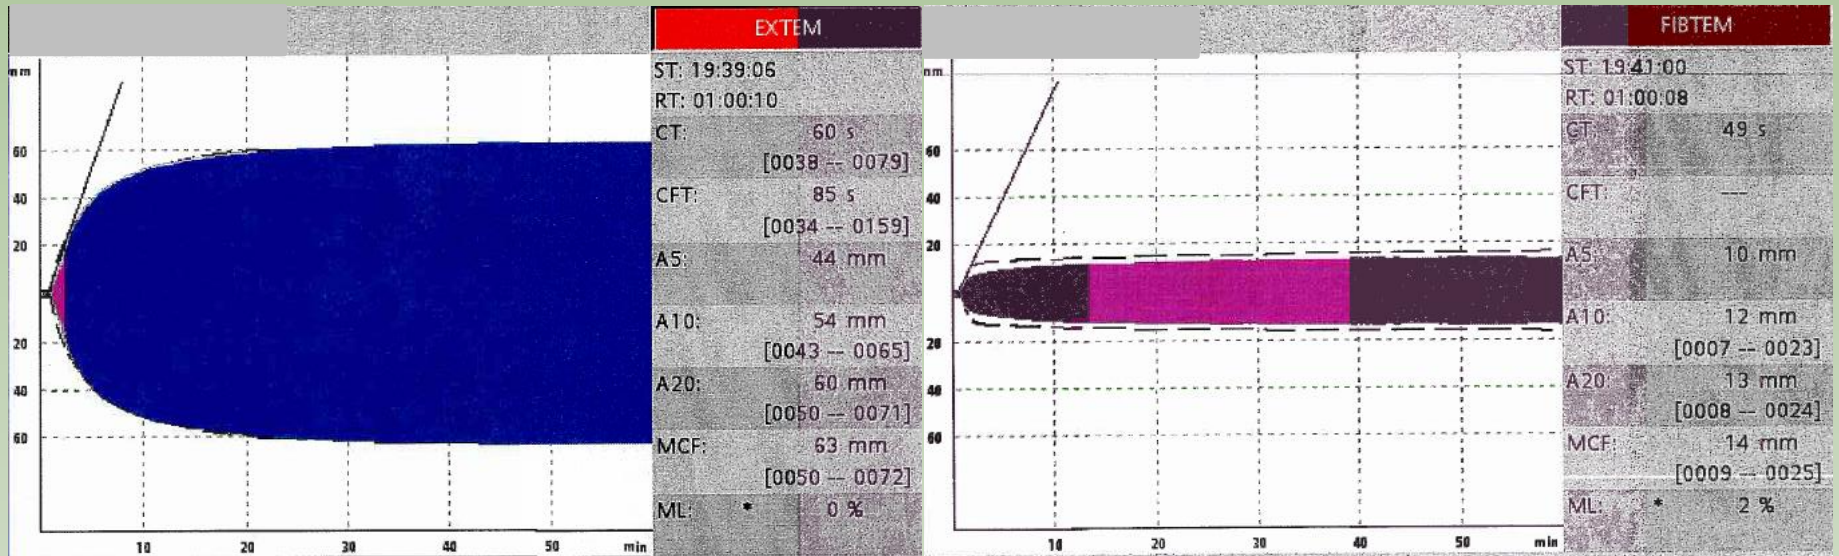 EXTEM
ST: 19:39:06
RT: 01:00:10
CT: 60 s
[0038 -- 0079]
CFT: 85 s
[0034 -- 0159]
A5: 44 mm
A10: 54 mm
[0043 -- 0065]
A20: 60 mm
[0050 -- 0071]
MCF: 63 mm
[0050 -- 0072]
ML: * 0 %
mm
60
40
20
20
40
60
10 20 30 40 50 min
FIBTEM
ST: 19:41:00
RT: 01:00:08
CT: 49 s
CFT: ---
A5: 10 mm
A10: 12 mm
[0007 -- 0023]
A20: 13 mm
[0008 -- 0024]
MCF: 14 mm
[0009 -- 0025]
ML: * 2 %
mm
60
40
20
20
40
60
10 20 30 40 50 min